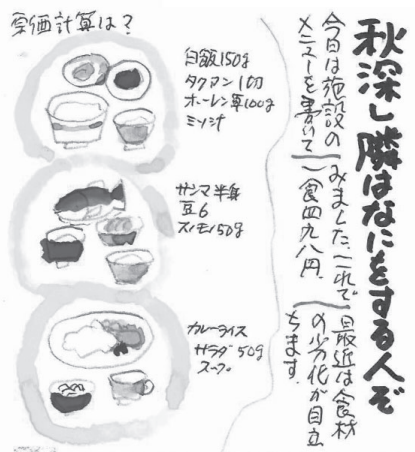 秋深し隣はなにをする人ぞ
今日は施設の
メニューを書いて
みました。これで
一食四九八円。
最近は食材
の劣化が目立
ちます。
原価計算は？
白飯150g
タクアン1切
ホーレン草100g
ミソ汁
サンマ半身
豆6
スノモノ50g
カレーライス
サラダ50g
スープ